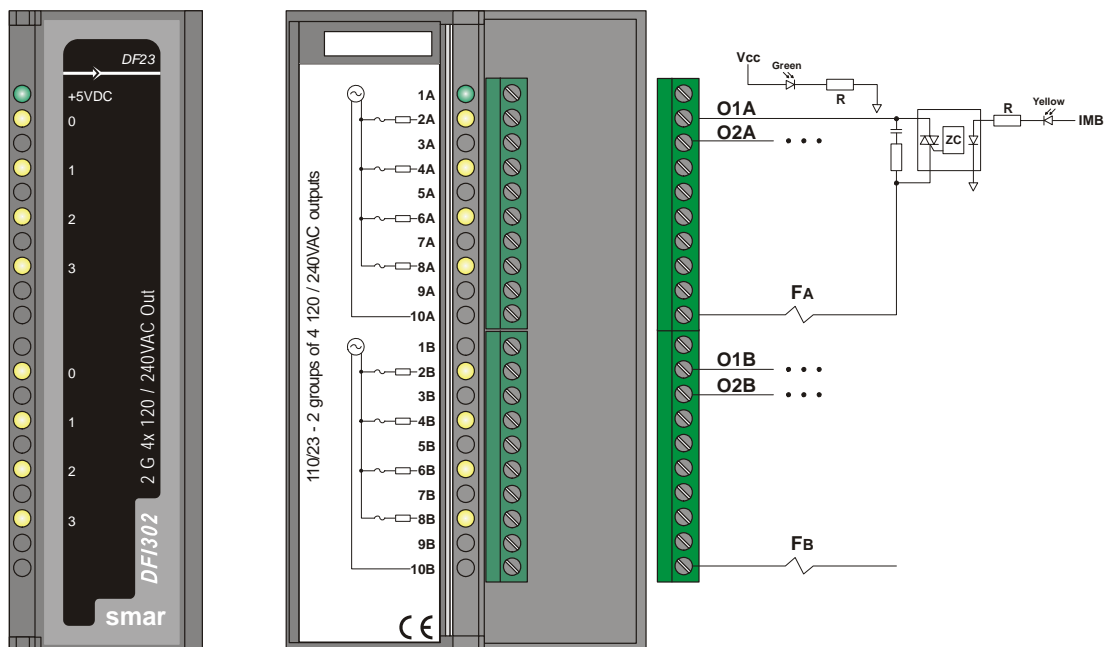 DF23
+5VDC
0
1
2
3
0
1
2
3
2 G 4x 120 / 240VAC Out
DFI302
smar
110/23 - 2 groups of 4 120 / 240VAC outputs
1A
2A
3A
4A
5A
6A
7A
8A
9A
10A
1B
2B
3B
4B
5B
6B
7B
8B
9B
10B
CE
Vcc
Green
R
O1A
O2A
ZC
R
Yellow
IMB
FA
O1B
O2B
FB